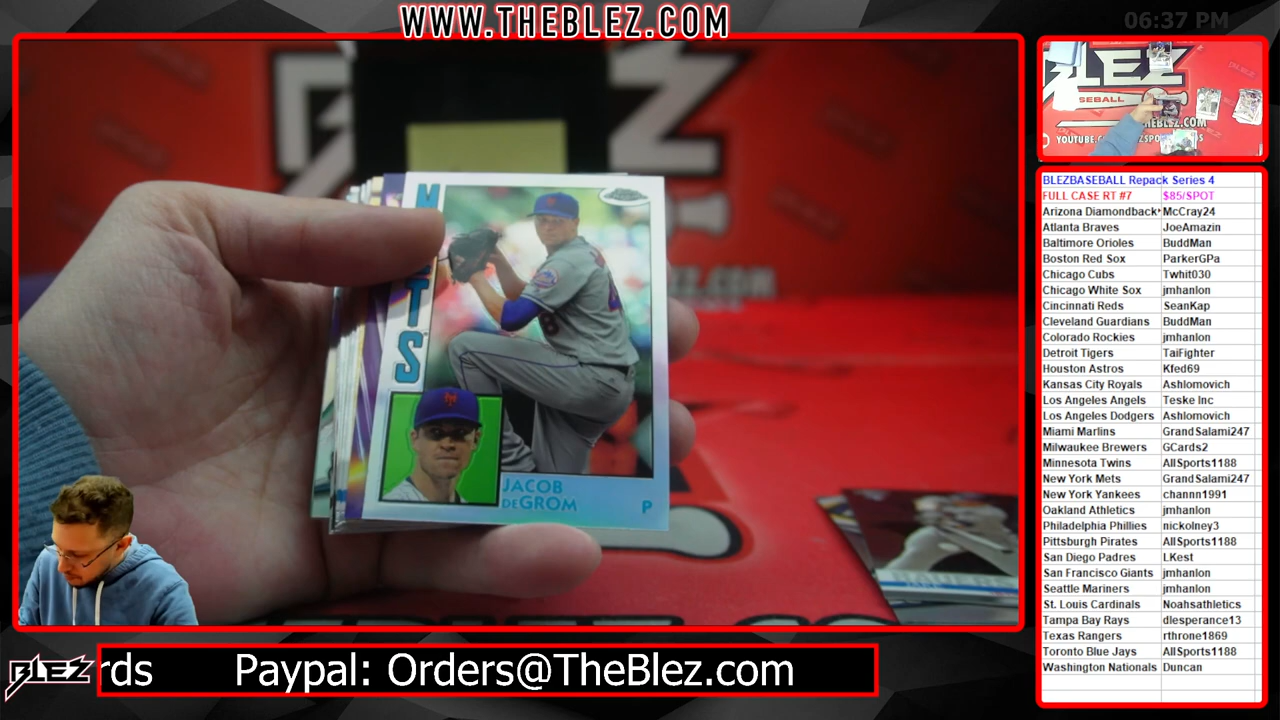 WWW.THEBLEZ.COM
06:37 PM
METS
JACOB
DEGROM P
LEZ
BASEBALL
BLEZBASEBALL Repack Series 4
FULL CASE RT #7 $85/SPOT
Arizona Diamondback McCray24
Atlanta Braves JoeAmazin
Baltimore Orioles BuddMan
Boston Red Sox ParkerGPa
Chicago Cubs Twhit030
Chicago White Sox jmhanlon
Cincinnati Reds SeanKap
Cleveland Guardians BuddMan
Colorado Rockies jmhanlon
Detroit Tigers TaiFighter
Houston Astros Kfed69
Kansas City Royals Ashlomovich
Los Angeles Angels Teske Inc
Los Angeles Dodgers Ashlomovich
Miami Marlins GrandSalami247
Milwaukee Brewers GCards2
Minnesota Twins AllSports1188
New York Mets GrandSalami247
New York Yankees channn1991
Oakland Athletics jmhanlon
Philadelphia Phillies nickolney3
Pittsburgh Pirates AllSports1188
San Diego Padres LKest
San Francisco Giants jmhanlon
Seattle Mariners jmhanlon
St. Louis Cardinals Noahsathletics
Tampa Bay Rays dlesperance13
Texas Rangers rthrone1869
Toronto Blue Jays AllSports1188
Washington Nationals Duncan
BLEZ
rds Paypal: Orders@TheBlez.com